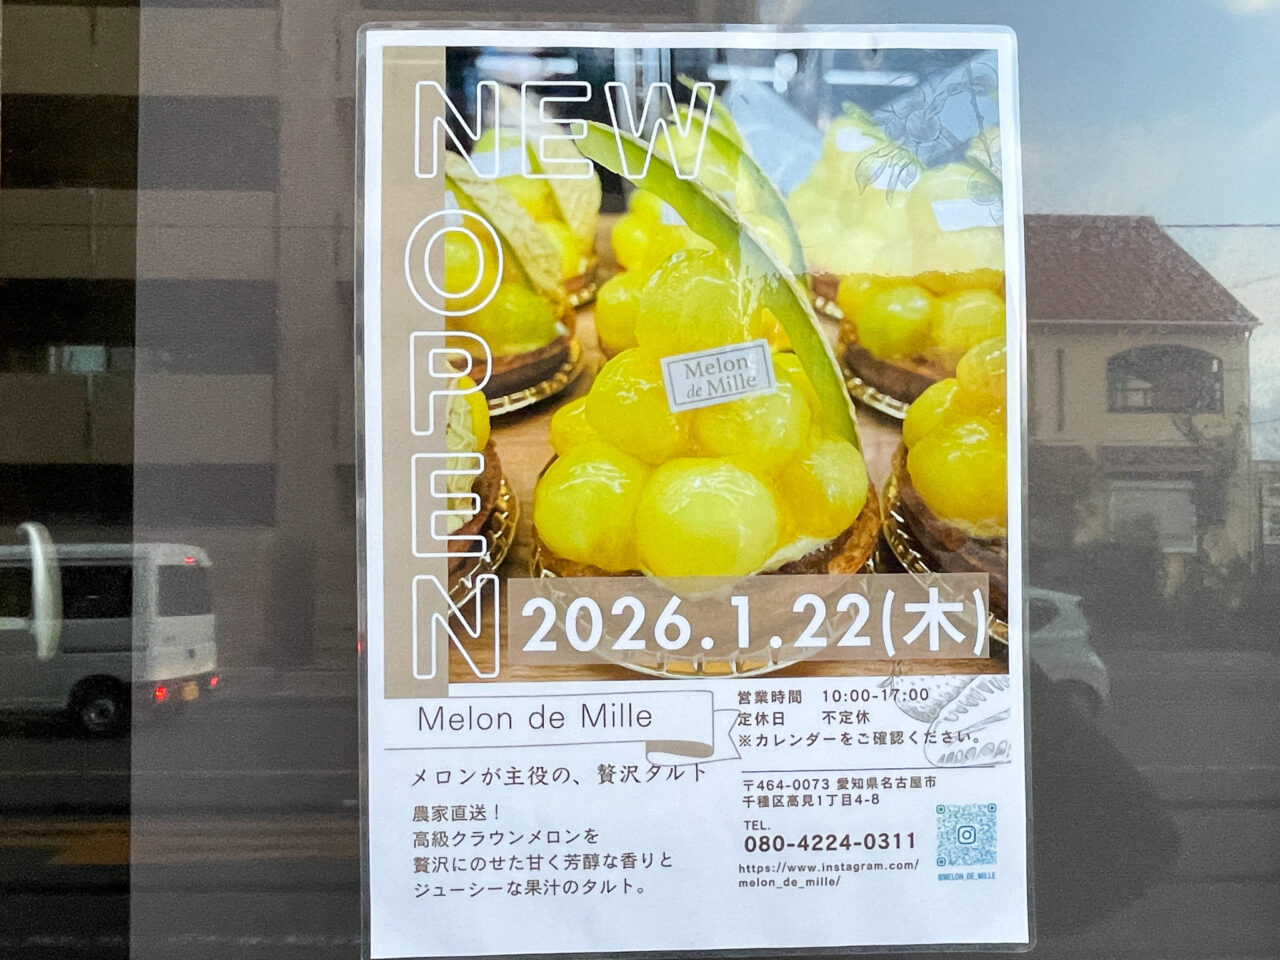 NEW
OPEN
Melon
de Mille
2026.1.22(木)
Melon de Mille
メロンが主役の、贅沢タルト
農家直送！
高級クラウンメロンを
贅沢にのせた甘く芳醇な香りと
ジューシーな果汁のタルト。
営業時間 10:00-17:00
定休日 不定休
※カレンダーをご確認ください。
〒464-0073 愛知県名古屋市
千種区高見1丁目4-8
TEL.
080-4224-0311
https://www.instagram.com/
melon_de_mille/
@MELON_DE_MILLE